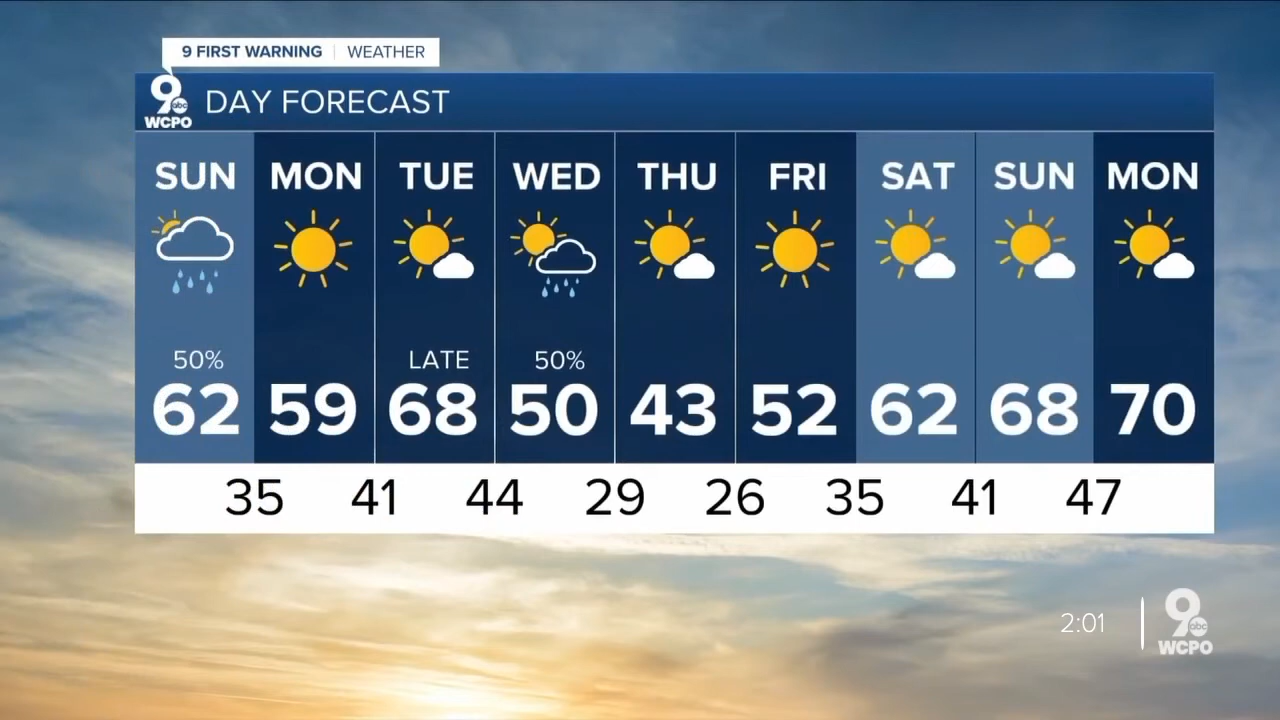 9 FIRST WARNING | WEATHER
9 abc WCPO DAY FORECAST
SUN MON TUE WED THU FRI SAT SUN MON
50% LATE 50%
62 59 68 50 43 52 62 68 70
35 41 44 29 26 35 41 47
2:01 9 abc
WCPO